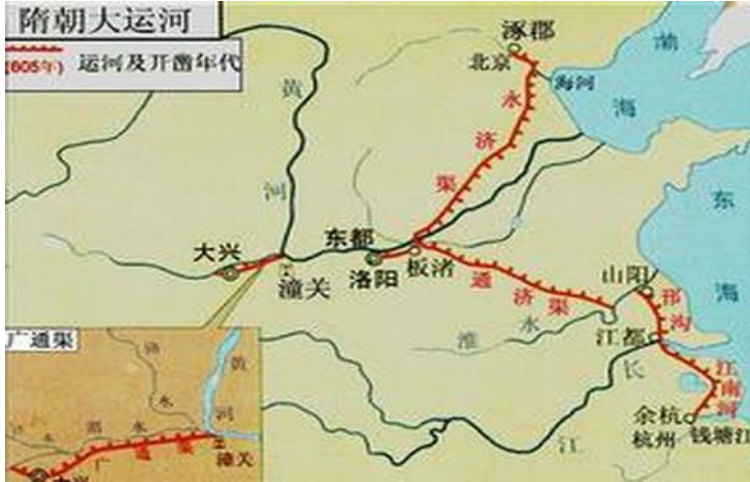 隋朝大运河
(605年) 运河及开凿年代
涿郡
北京
海河
渤海
黄河
永济渠
东海
大兴
东都
洛阳
板渚
潼关
通济渠
山阳
邗沟
淮水
江都
长江
江南河
余杭
杭州
钱塘江
广通渠
黄河
渭水
广通渠
潼关